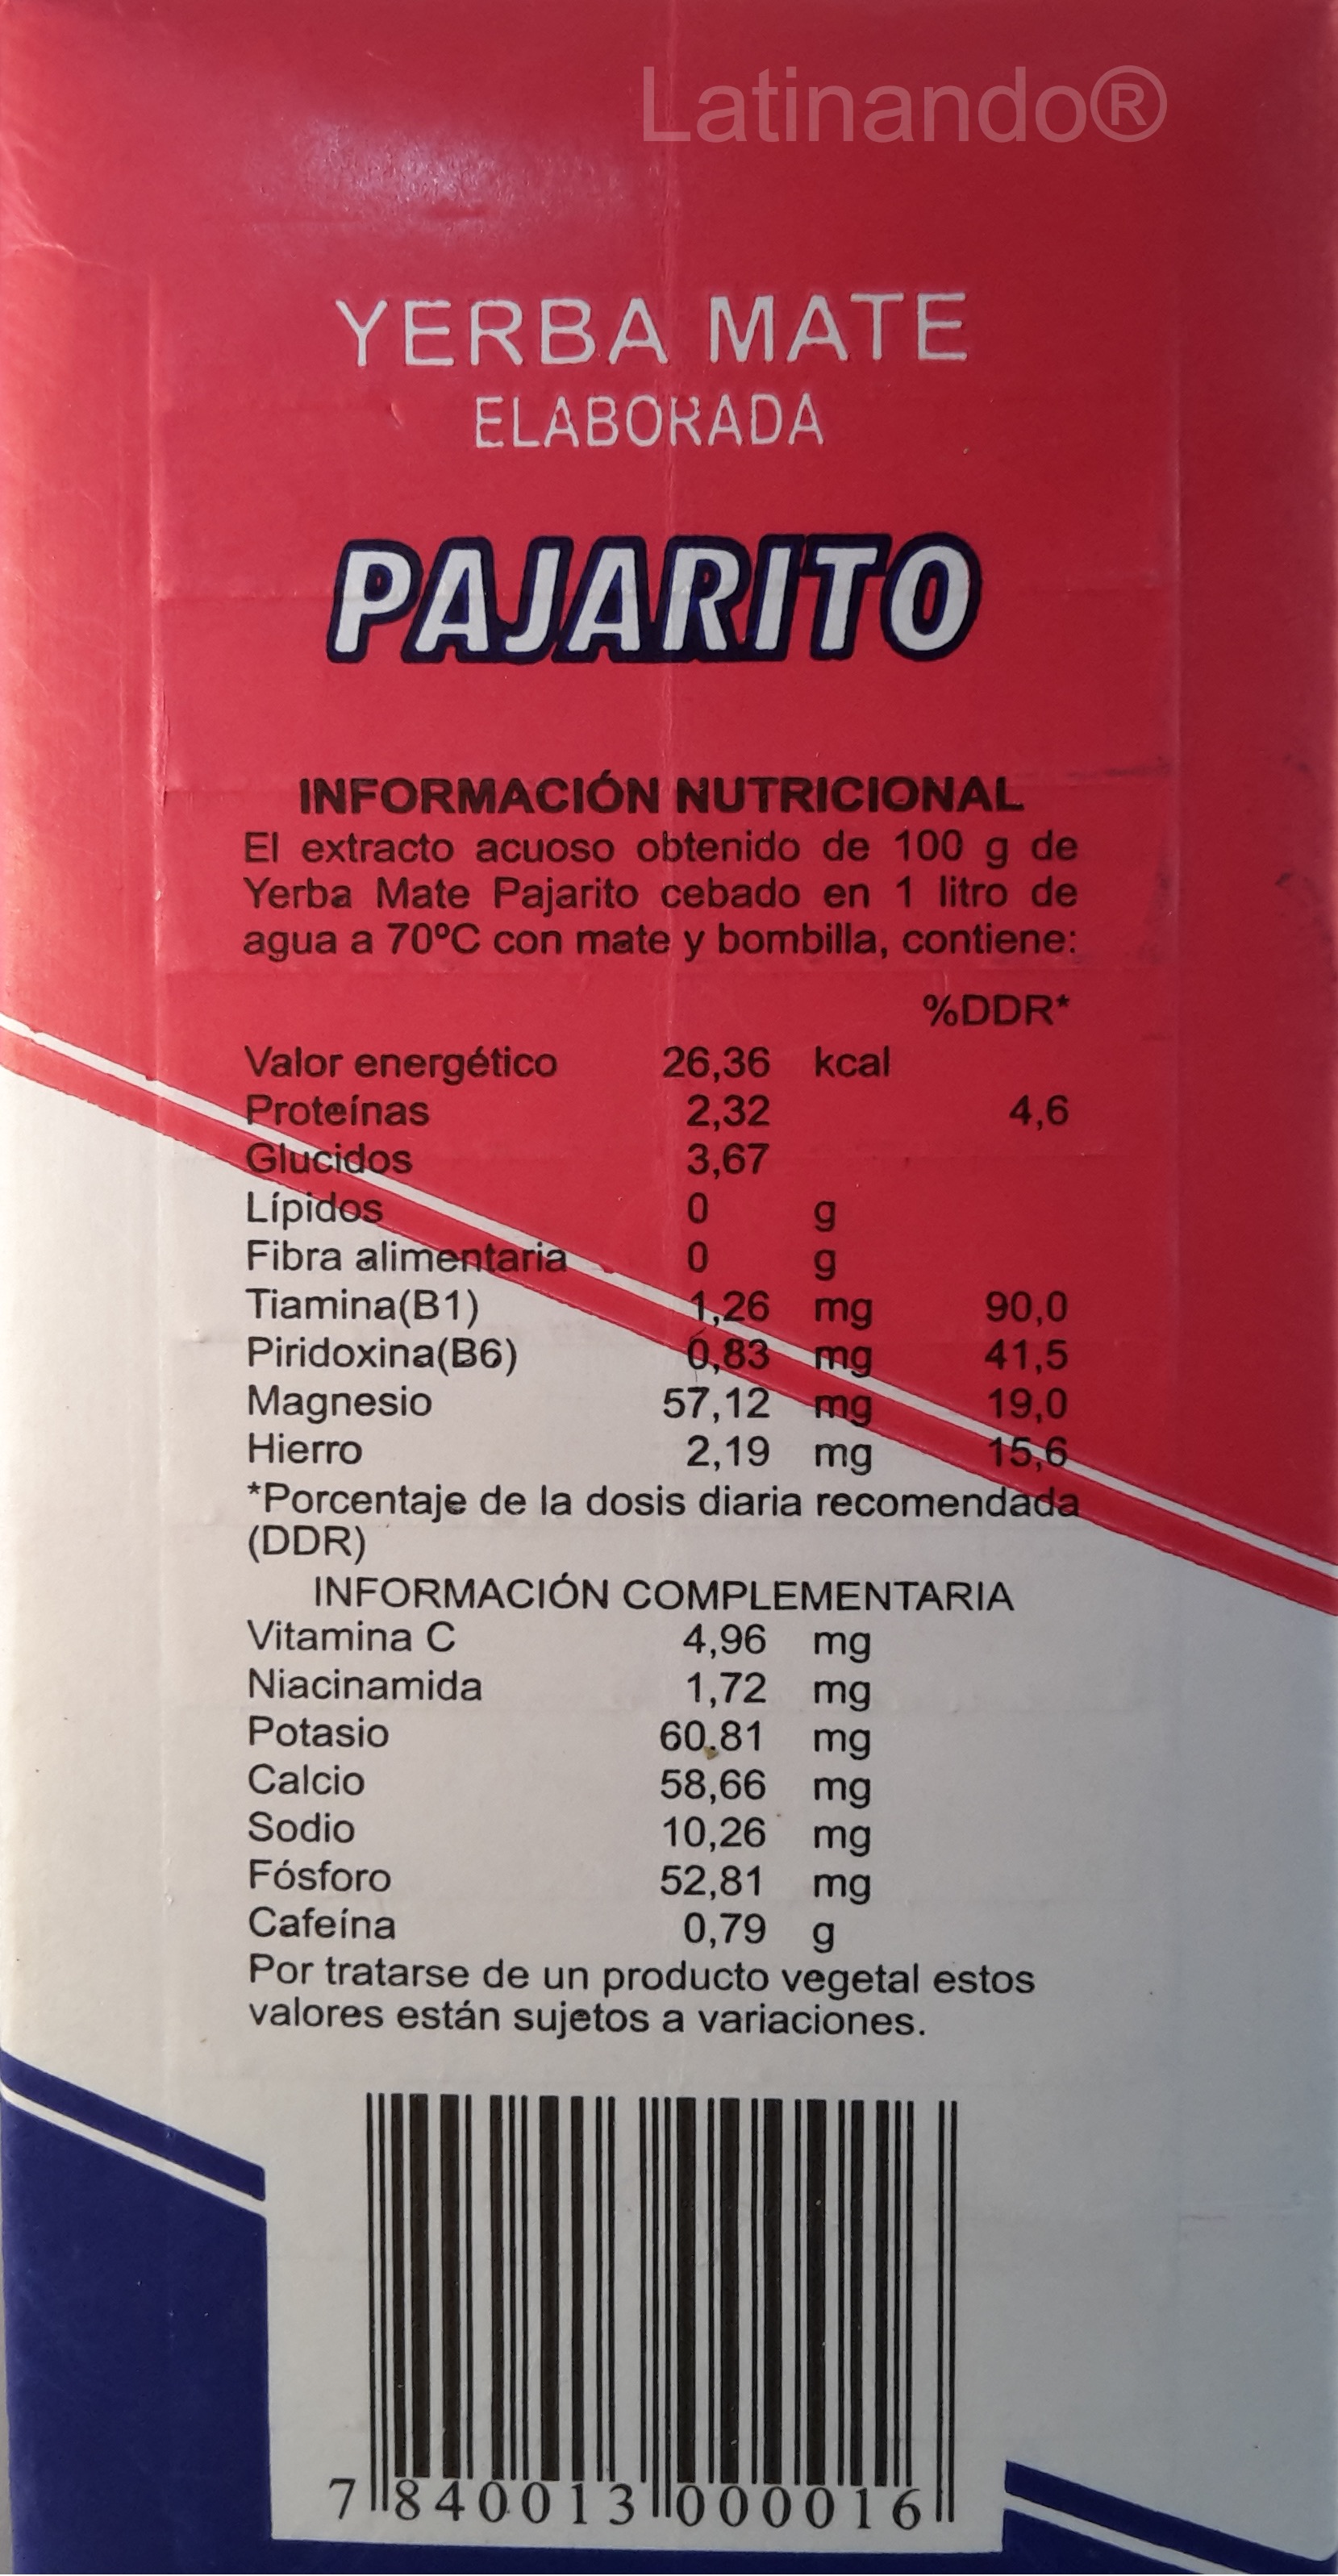 Latinando®
YERBA MATE
ELABORADA
PAJARITO
INFORMACIÓN NUTRICIONAL
El extracto acuoso obtenido de 100 g de
Yerba Mate Pajarito cebado en 1 litro de
agua a 70ºC con mate y bombilla, contiene:
%DDR*
Valor energético 26,36 kcal
Proteínas 2,32 4,6
Glucidos 3,67
Lípidos 0 g
Fibra alimentaria 0 g
Tiamina(B1) 1,26 mg 90,0
Piridoxina(B6) 0,83 mg 41,5
Magnesio 57,12 mg 19,0
Hierro 2,19 mg 15,6
*Porcentaje de la dosis diaria recomendada
(DDR)
INFORMACIÓN COMPLEMENTARIA
Vitamina C 4,96 mg
Niacinamida 1,72 mg
Potasio 60.81 mg
Calcio 58,66 mg
Sodio 10,26 mg
Fósforo 52,81 mg
Cafeína 0,79 g
Por tratarse de un producto vegetal estos
valores están sujetos a variaciones.
7 840013 000016